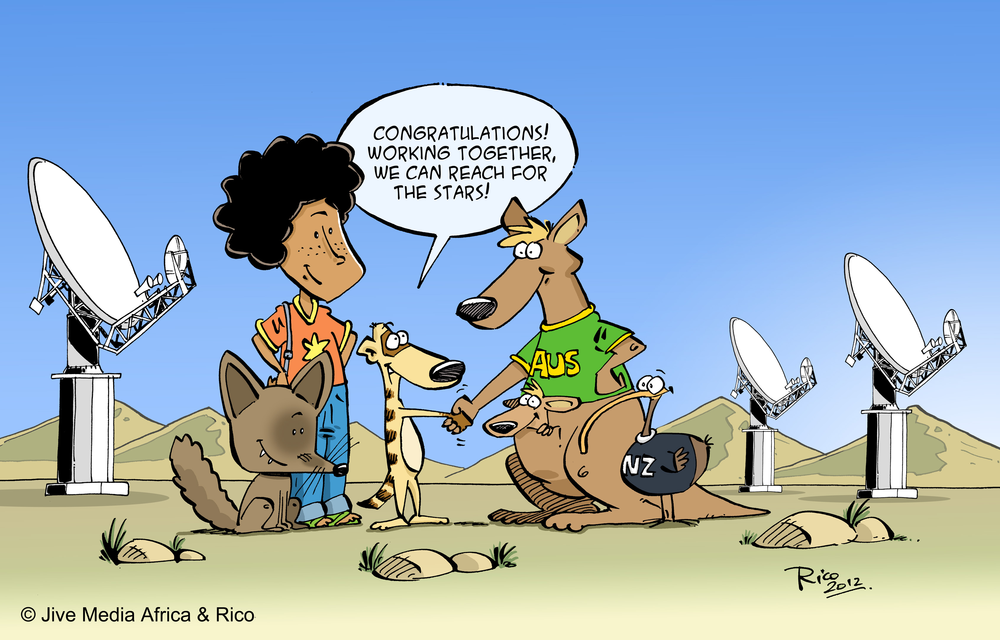 CONGRATULATIONS!
WORKING TOGETHER,
WE CAN REACH FOR
THE STARS!
AUS
NZ
Rico
2012
© Jive Media Africa & Rico